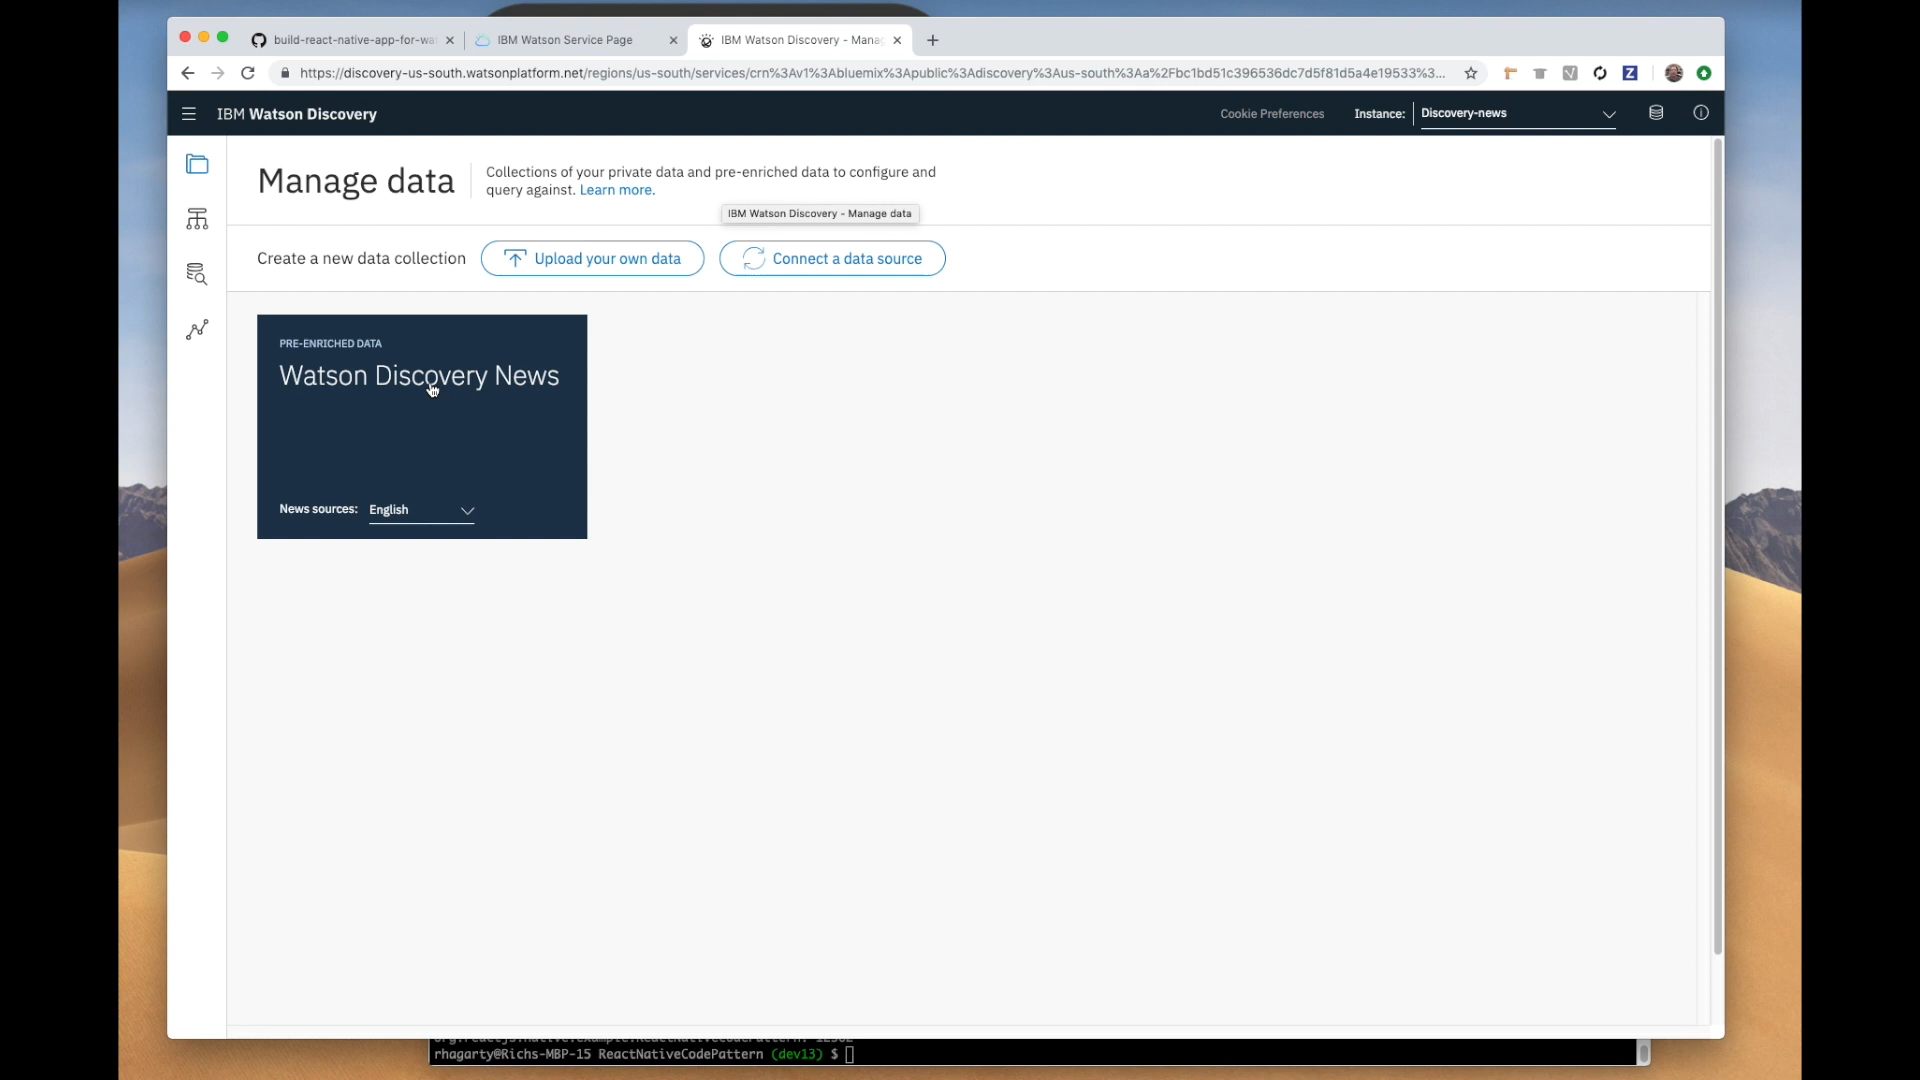 build-react-native-app-for-wa
IBM Watson Service Page
IBM Watson Discovery - Mana
https://discovery-us-south.watsonplatform.net/regions/us-south/services/crn%3Av1%3Abluemix%3Apublic%3Adiscovery%3Aus-south%3Aa%2Fbc1bd51c396536dc7d5f81d5a4e19533%3...
IBM Watson Discovery
Cookie Preferences
Instance:
Discovery-news
Manage data
Collections of your private data and pre-enriched data to configure and
query against. Learn more.
IBM Watson Discovery - Manage data
Create a new data collection
Upload your own data
Connect a data source
PRE-ENRICHED DATA
Watson Discovery News
News sources: English
rhagarty@Richs-MBP-15 ReactNativeCodePattern (dev13) $